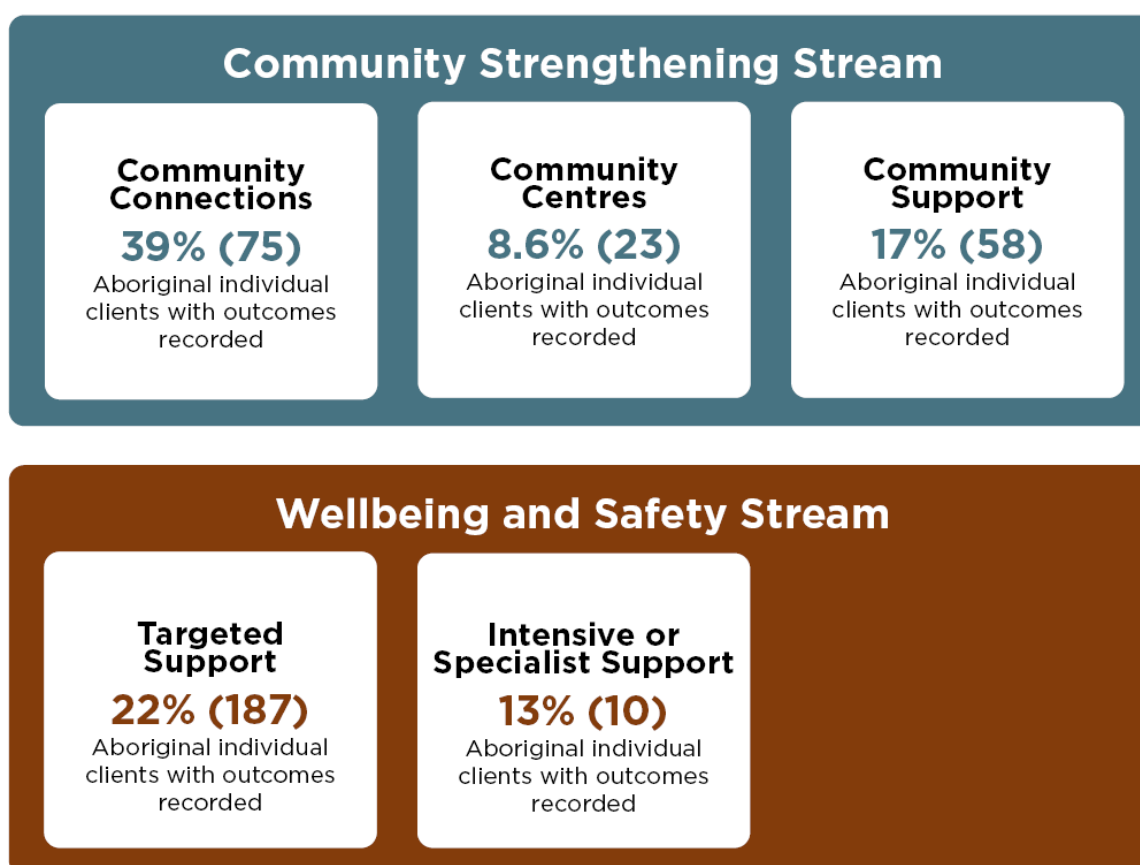 Community Strengthening Stream
Community
Connections
39% (75)
Aboriginal individual
clients with outcomes
recorded
Community
Centres
8.6% (23)
Aboriginal individual
clients with outcomes
recorded
Community
Support
17% (58)
Aboriginal individual
clients with outcomes
recorded
Wellbeing and Safety Stream
Targeted
Support
22% (187)
Aboriginal individual
clients with outcomes
recorded
Intensive or
Specialist Support
13% (10)
Aboriginal individual
clients with outcomes
recorded